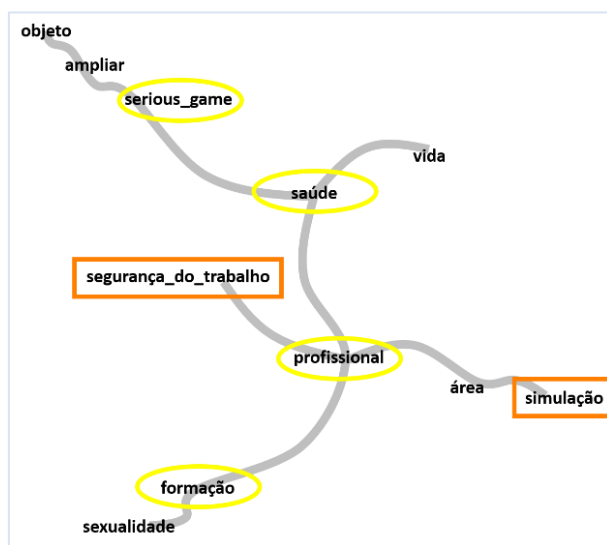 objeto
ampliar
serious_game
vida
saúde
segurança_do_trabalho
profissional
área
simulação
formação
sexualidade